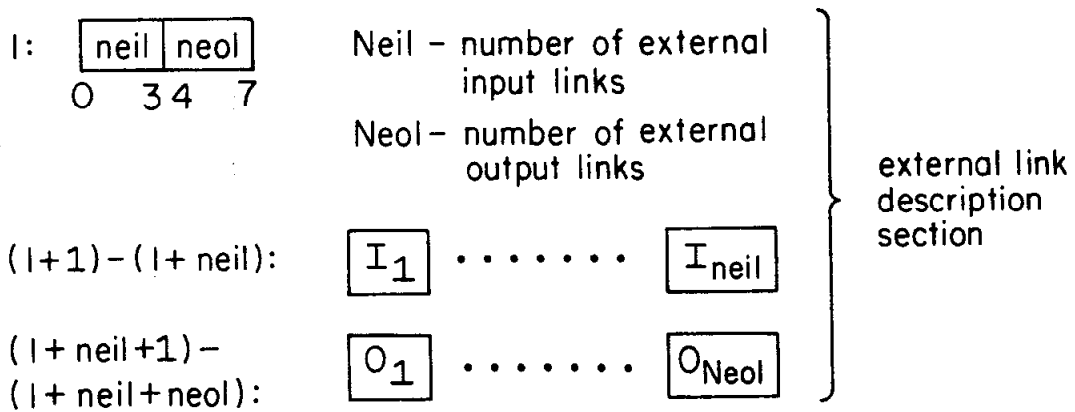 l: neil neol Neil – number of external
0 3 4 7 input links
Neol – number of external
output links
external link
description
section
(l+1)–(l+ neil): I1 ....... Ineil
(l+ neil+1)– O1 ....... ONeol
(l+ neil+neol):